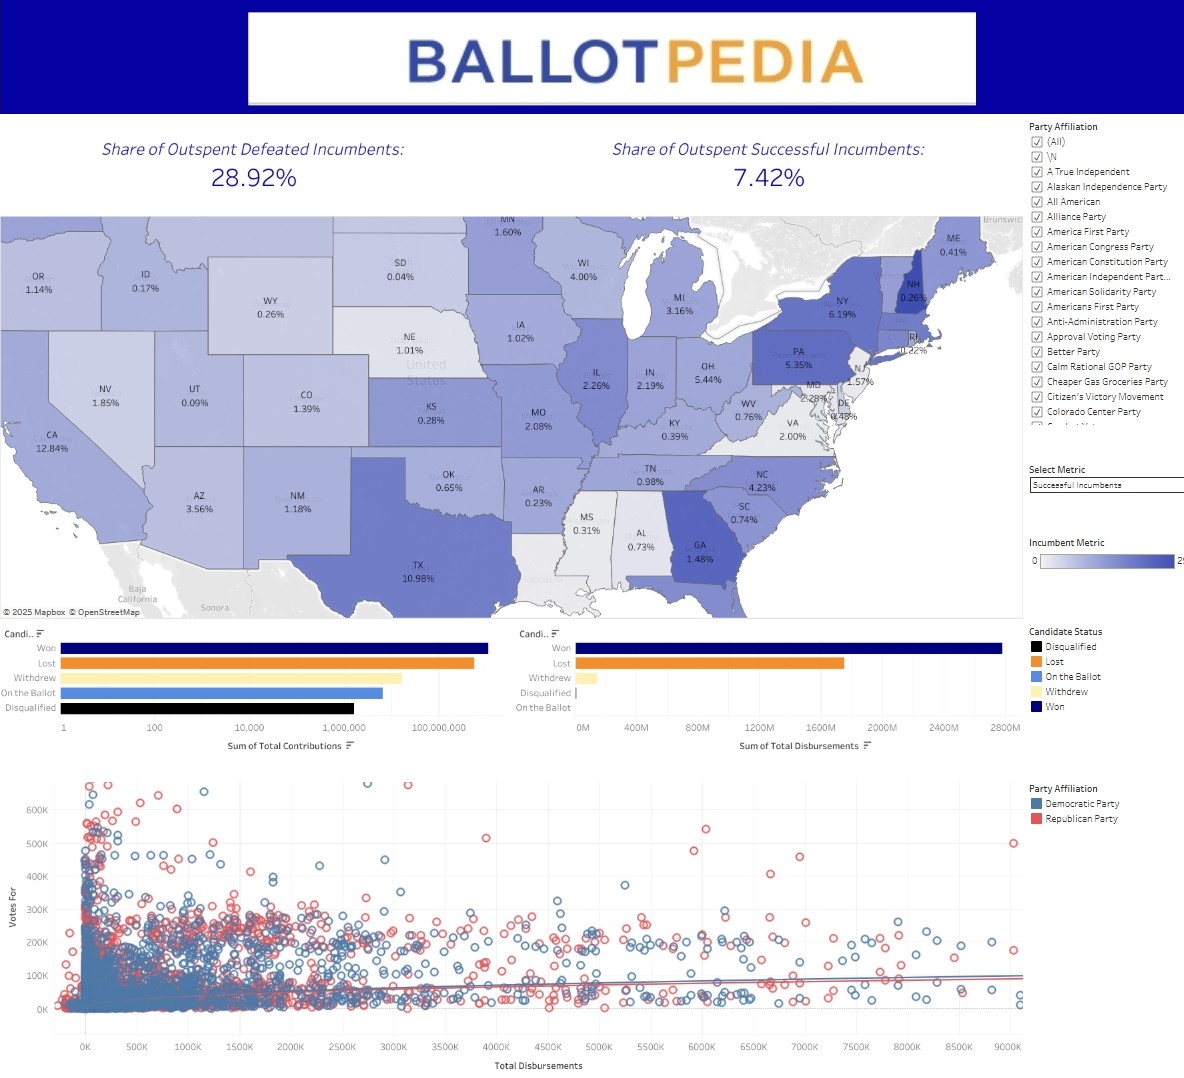 BALLOTPEDIA
Share of Outspent Defeated Incumbents:
28.92%
Share of Outspent Successful Incumbents:
7.42%
Party Affiliation
(All)
\N
A True Independent
Alaskan Independence Party
All American
Alliance Party
America First Party
American Congress Party
American Constitution Party
American Independent Part...
American Solidarity Party
Americans First Party
Anti-Administration Party
Approval Voting Party
Better Party
Calm Rational GOP Party
Cheaper Gas Groceries Party
Citizen's Victory Movement
Colorado Center Party
Select Metric
Successful Incumbents
Incumbent Metric
0
MN
1.60%
Brunswic
ME
0.41%
OR
1.14%
ID
0.17%
SD
0.04%
WI
4.00%
WY
0.26%
MI
3.16%
NY
6.19%
NH
0.26%
NE
1.01%
IA
1.02%
RI
0.22%
United
States
NV
1.85%
UT
0.09%
CO
1.39%
IL
2.26%
IN
2.19%
OH
5.44%
PA
5.35%
NJ
1.57%
MD
2.28%
DE
0.48%
KS
0.28%
MO
2.08%
WV
0.76%
KY
0.39%
VA
2.00%
CA
12.84%
AZ
3.56%
NM
1.18%
OK
0.65%
AR
0.23%
TN
0.98%
NC
4.23%
SC
0.74%
MS
0.31%
AL
0.73%
GA
1.48%
TX
10.98%
Baja
California
Sonora
© 2025 Mapbox © OpenStreetMap
Candi..
Won
Lost
Withdrew
On the Ballot
Disqualified
1
100
10,000
1,000,000
100,000,000
Sum of Total Contributions
Candi..
Won
Lost
Withdrew
Disqualified
On the Ballot
0M
400M
800M
1200M
1600M
2000M
2400M
2800M
Sum of Total Disbursements
Candidate Status
Disqualified
Lost
On the Ballot
Withdrew
Won
Votes For
600K
500K
400K
300K
200K
100K
0K
0K
500K
1000K
1500K
2000K
2500K
3000K
3500K
4000K
4500K
5000K
5500K
6000K
6500K
7000K
7500K
8000K
8500K
9000K
Total Disbursements
Party Affiliation
Democratic Party
Republican Party